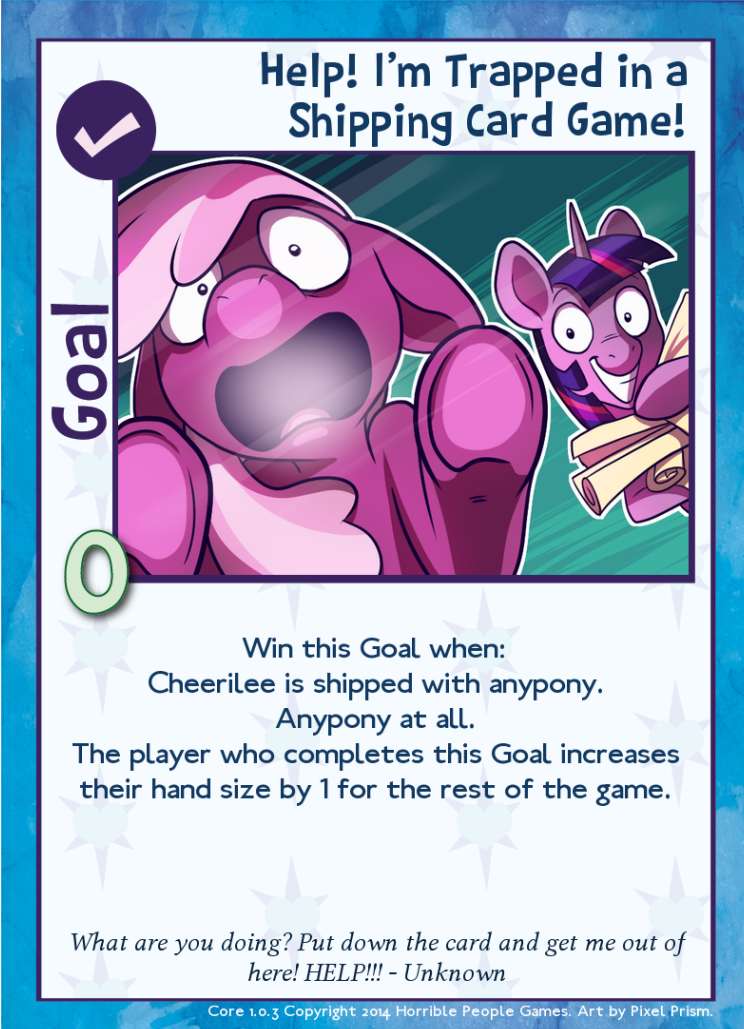 Help! I'm Trapped in a
Shipping Card Game!
Goal
0
Win this Goal when:
Cheerilee is shipped with anypony.
Anypony at all.
The player who completes this Goal increases
their hand size by 1 for the rest of the game.
What are you doing? Put down the card and get me out of
here! HELP!!! - Unknown
Core 1.0.3 Copyright 2014 Horrible People Games. Art by Pixel Prism.